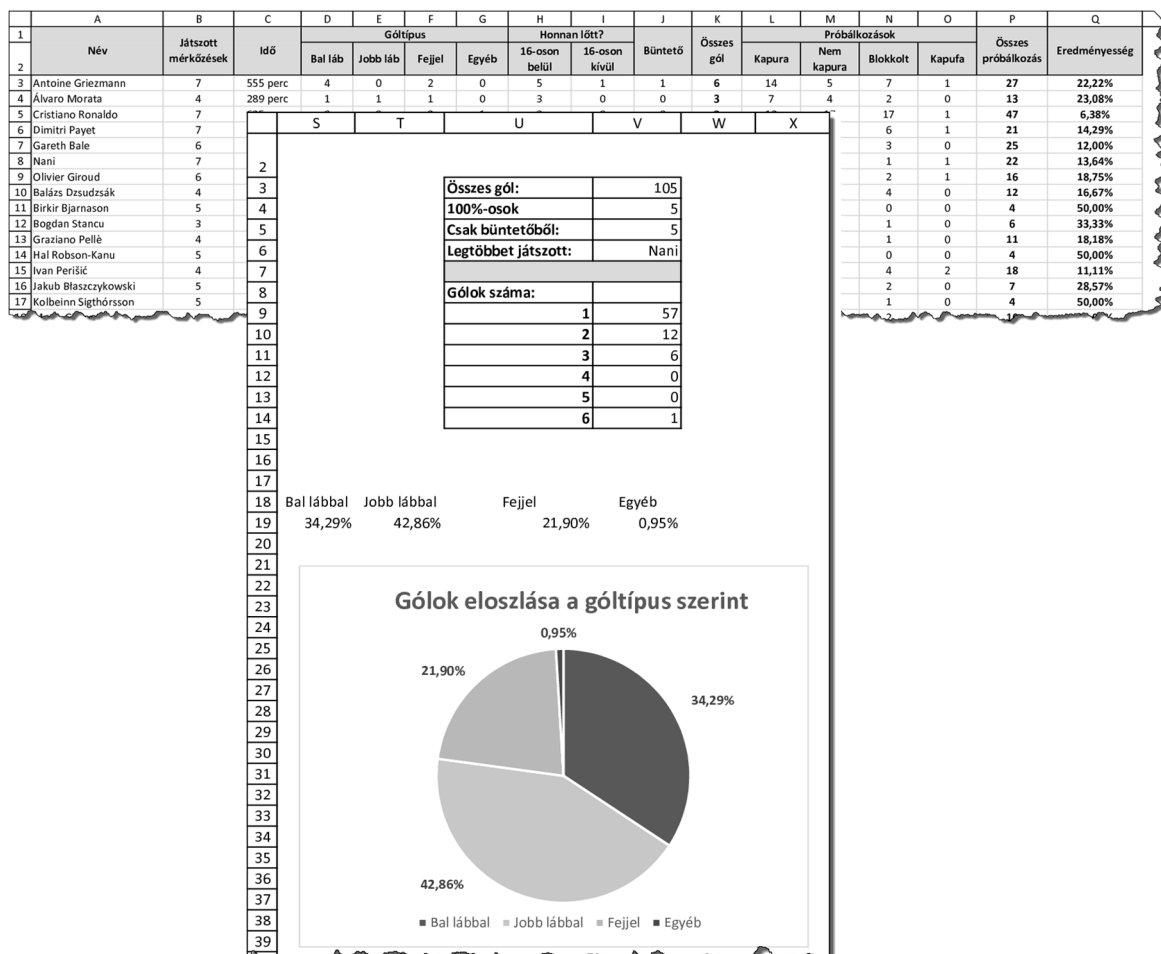 A B C D E F G H I J K L M N O P Q
1 Név Játszott mérkőzések Idő Góltípus Honnan lőtt? Büntető Összes gól Próbálkozások Összes próbálkozás Eredményesség
2 Bal láb Jobb láb Fejjel Egyéb 16-oson belül 16-oson kívül Kapura Nem kapura Blokkolt Kapufa
3 Antoine Griezmann 7 555 perc 4 0 2 0 5 1 1 6 14 5 7 1 27 22,22%
4 Álvaro Morata 4 289 perc 1 1 1 0 3 0 0 3 7 4 2 0 13 23,08%
5 Cristiano Ronaldo 7 17 1 47 6,38%
6 Dimitri Payet 7 6 1 21 14,29%
7 Gareth Bale 6 3 0 25 12,00%
8 Nani 7 1 1 22 13,64%
9 Olivier Giroud 6 2 1 16 18,75%
10 Balázs Dzsudzsák 4 4 0 12 16,67%
11 Birkir Bjarnason 5 0 0 4 50,00%
12 Bogdan Stancu 3 1 0 6 33,33%
13 Graziano Pellè 4 1 0 11 18,18%
14 Hal Robson-Kanu 5 0 0 4 50,00%
15 Ivan Perišić 4 4 2 18 11,11%
16 Jakub Błaszczykowski 5 2 0 7 28,57%
17 Kolbeinn Sigthórsson 5 1 0 4 50,00%
S T U V W X
2
3 Összes gól: 105
4 100%-osok 5
5 Csak büntetőből: 5
6 Legtöbbet játszott: Nani
7
8 Gólok száma:
9 1 57
10 2 12
11 3 6
12 4 0
13 5 0
14 6 1
15
16
17
18 Bal lábbal Jobb lábbal Fejjel Egyéb
19 34,29% 42,86% 21,90% 0,95%
20
21
22
23
24
25
26
27
28
29
30
31
32
33
34
35
36
37
38
39
Gólok eloszlása a góltípus szerint
0,95%
21,90%
34,29%
42,86%
Bal lábbal Jobb lábbal Fejjel Egyéb